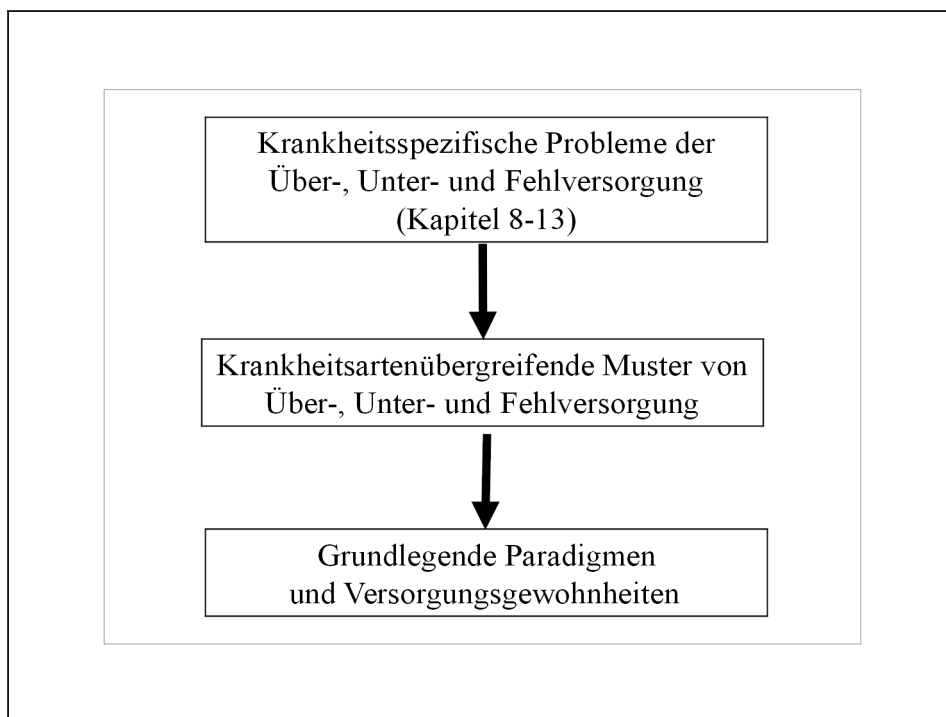 Krankheitsspezifische Probleme der
Über-, Unter- und Fehlversorgung
(Kapitel 8-13)
Krankheitsartenübergreifende Muster von
Über-, Unter- und Fehlversorgung
Grundlegende Paradigmen
und Versorgungsgewohnheiten